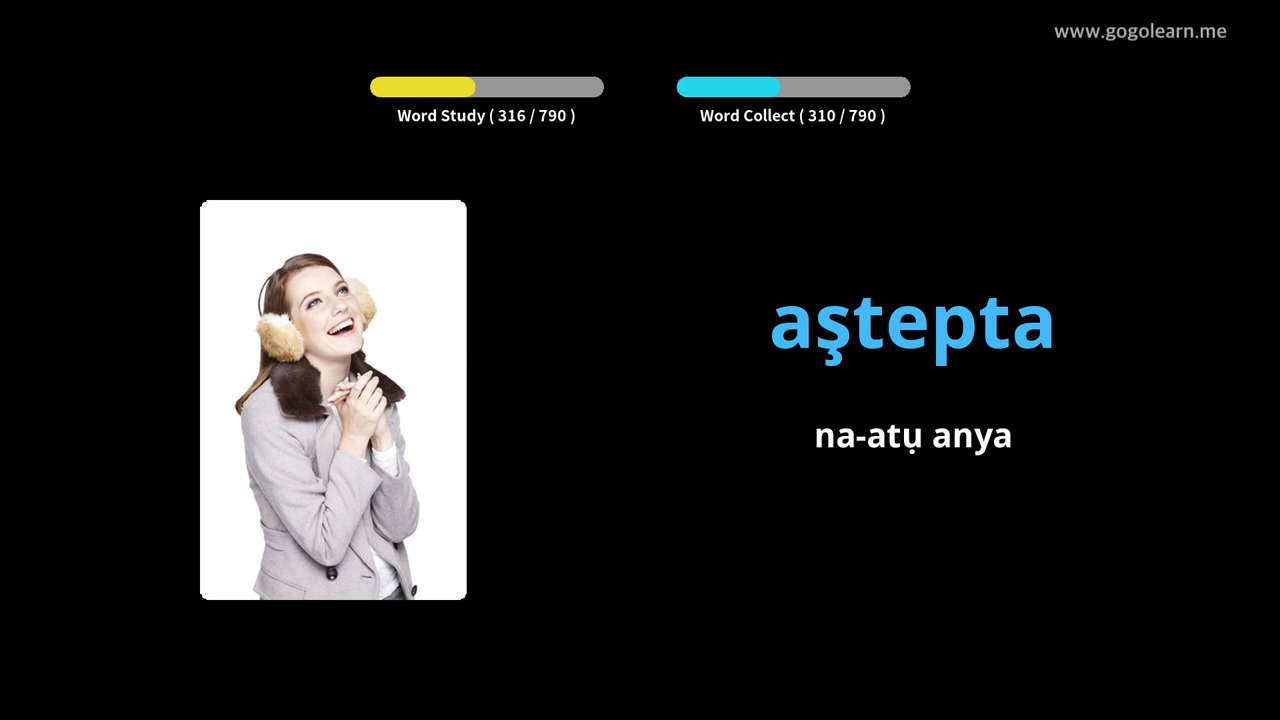 www.gogolearn.me
Word Study ( 316 / 790 )
Word Collect ( 310 / 790 )
aştepta
na-atụ anya